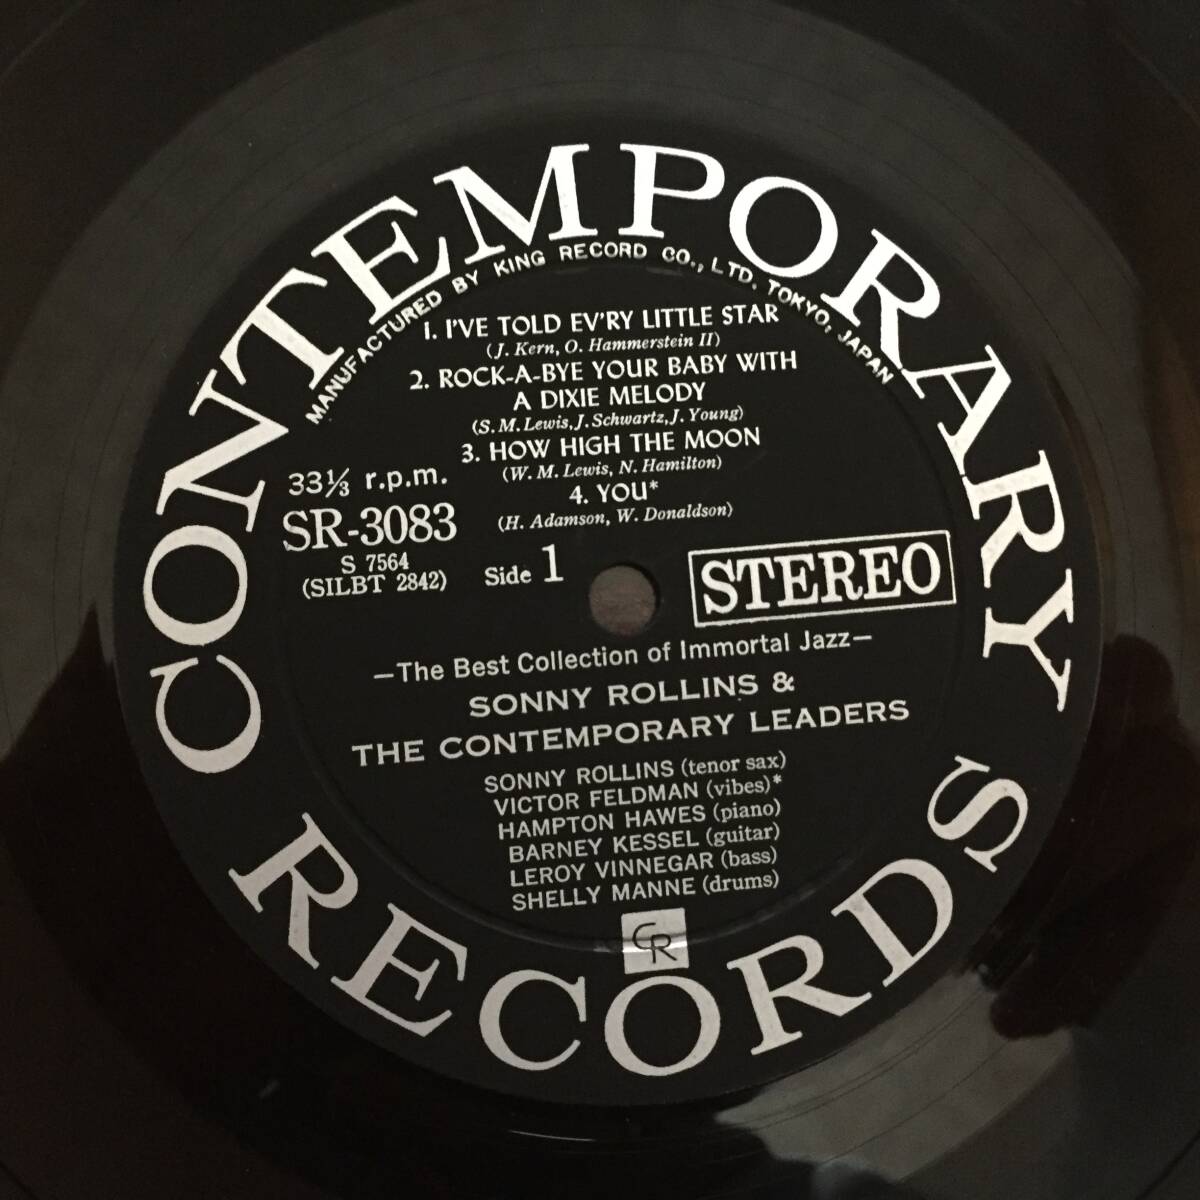 CONTEMPORARY
MANUFACTURED BY KING RECORD CO., LTD. TOKYO, JAPAN
1. I'VE TOLD EV'RY LITTLE STAR
(J. Kern, O. Hammerstein II)
2. ROCK-A-BYE YOUR BABY WITH
A DIXIE MELODY
(S. M. Lewis, J. Schwartz, J. Young)
3. HOW HIGH THE MOON
(W. M. Lewis, N. Hamilton)
4. YOU*
(H. Adamson, W. Donaldson)
33⅓ r.p.m.
SR-3083
S 7564
(SILBT 2842)
Side 1
STEREO
—The Best Collection of Immortal Jazz—
SONNY ROLLINS &
THE CONTEMPORARY LEADERS
SONNY ROLLINS (tenor sax)
VICTOR FELDMAN (vibes)*
HAMPTON HAWES (piano)
BARNEY KESSEL (guitar)
LEROY VINNEGAR (bass)
SHELLY MANNE (drums)
CR
RECORDS